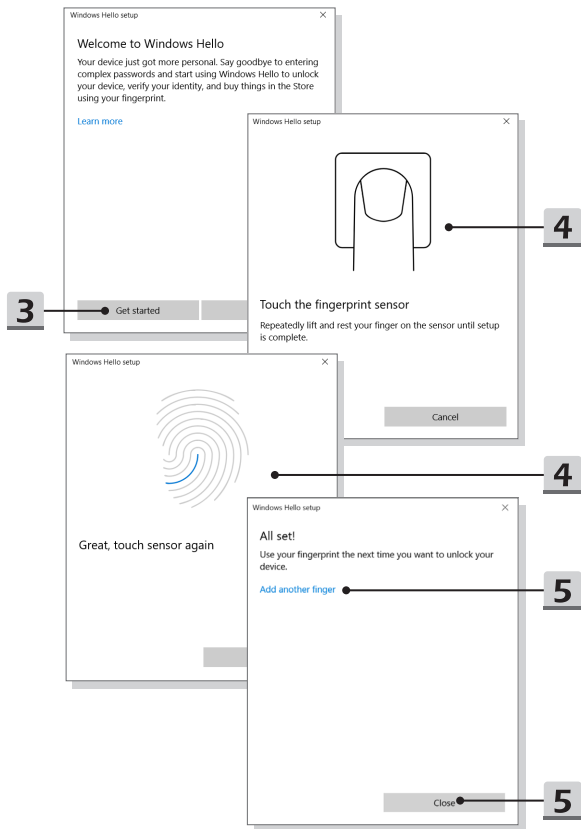 Windows Hello setup
Welcome to Windows Hello
Your device just got more personal. Say goodbye to entering
complex passwords and start using Windows Hello to unlock
your device, verify your identity, and buy things in the Store
using your fingerprint.
Learn more
3
Get started
Windows Hello setup
4
Touch the fingerprint sensor
Repeatedly lift and rest your finger on the sensor until setup
is complete.
Cancel
Windows Hello setup
4
Great, touch sensor again
Windows Hello setup
All set!
Use your fingerprint the next time you want to unlock your
device.
Add another finger
5
Close
5